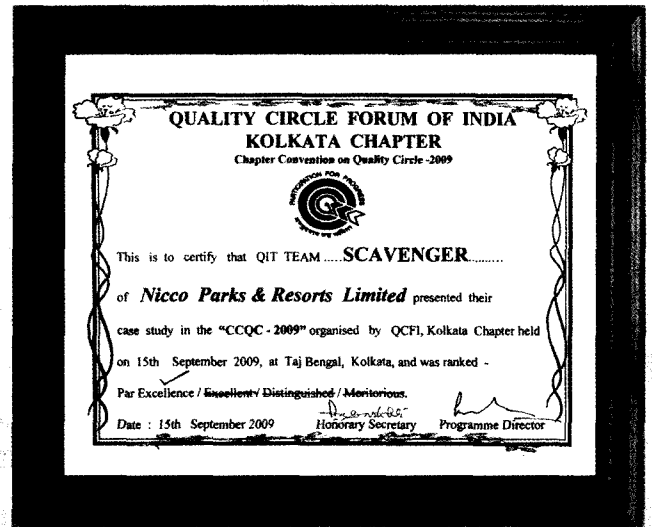 QUALITY CIRCLE FORUM OF INDIA
KOLKATA CHAPTER
Chapter Convention on Quality Circle -2009
PARTICIPATION FOR PROGRESS
This is to certify that QIT TEAM .....SCAVENGER..........
of Nicco Parks & Resorts Limited presented their
case study in the "CCQC - 2009" organised by QCFI, Kolkata Chapter held
on 15th September 2009, at Taj Bengal, Kolkata, and was ranked -
Par Excellence / Excellent / Distinguished / Meritorious.
Date : 15th September 2009 Honorary Secretary Programme Director